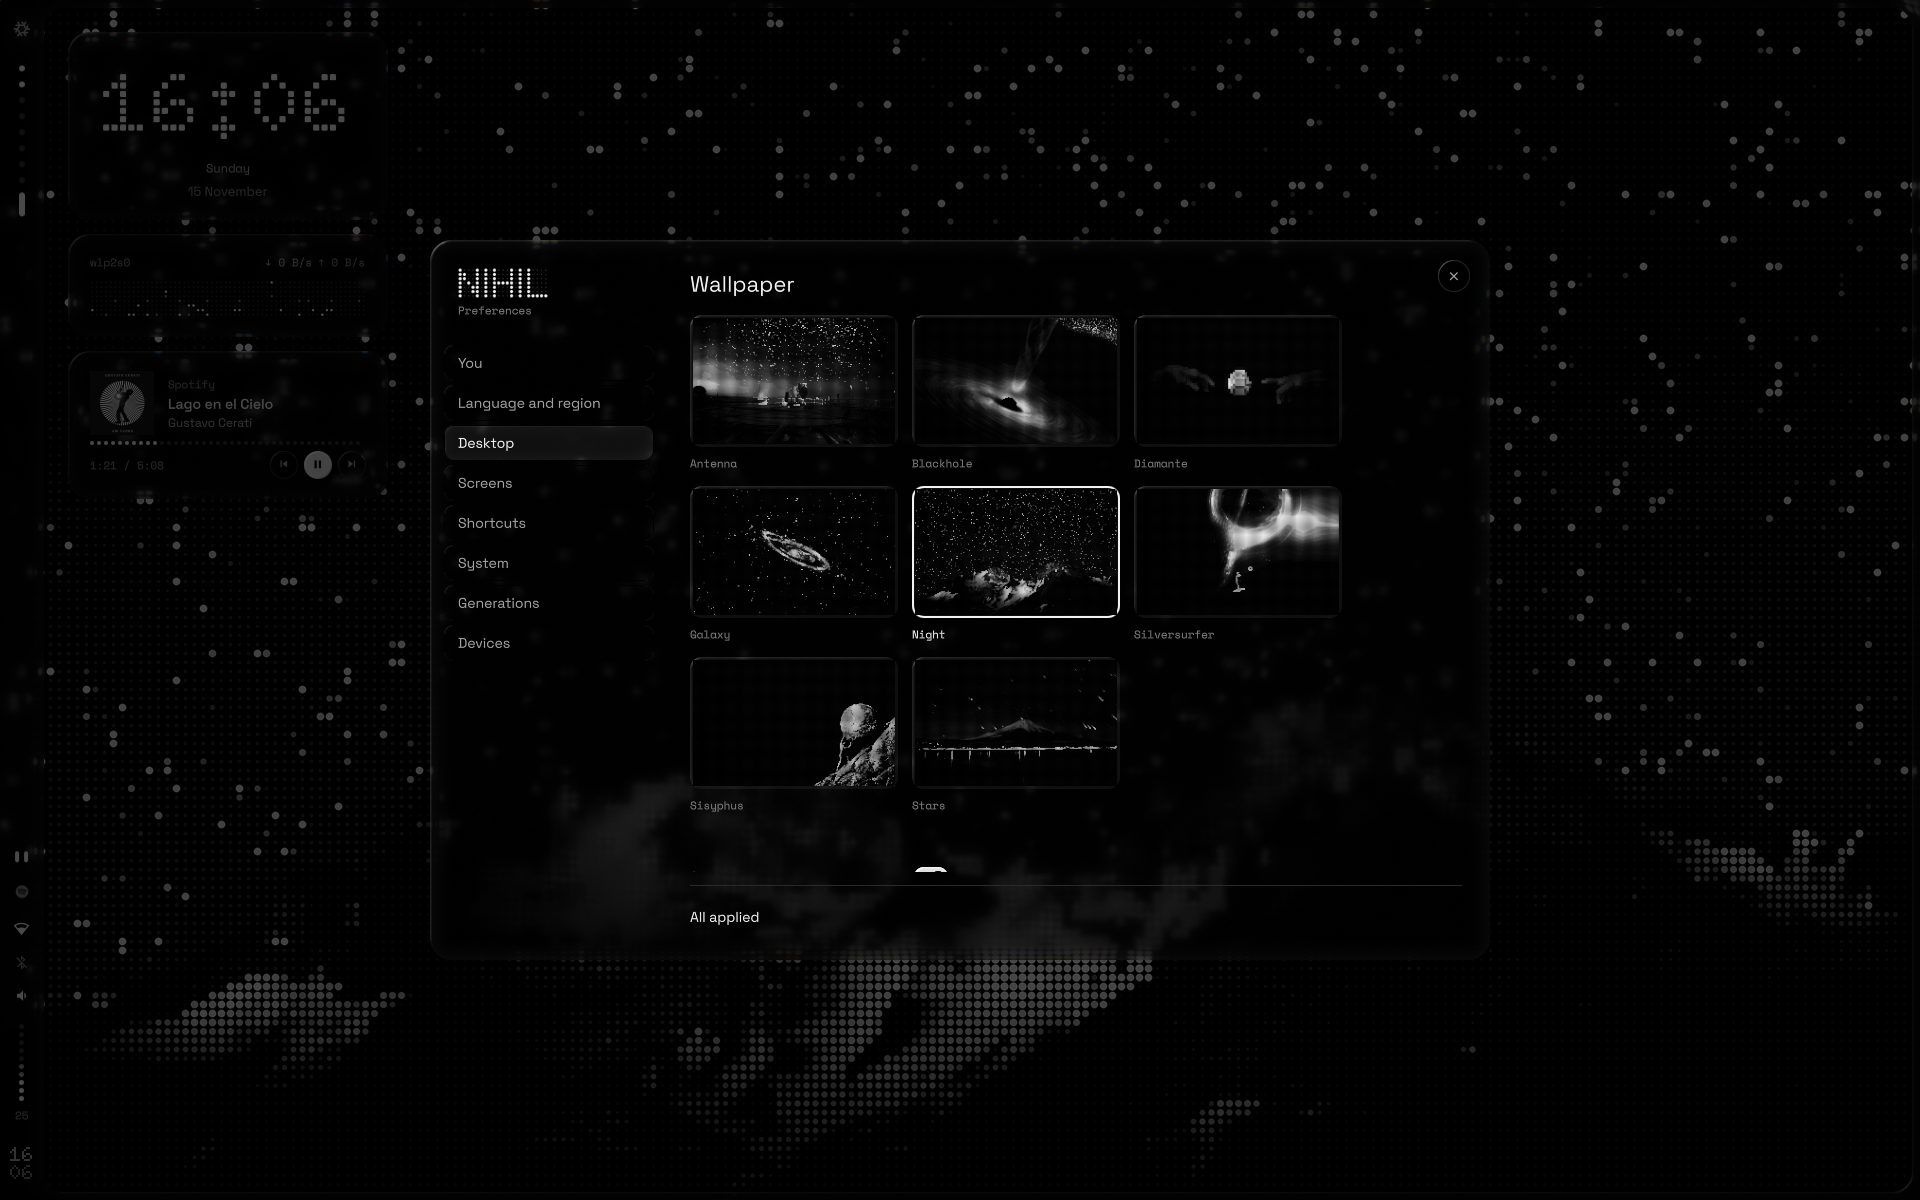 16:06
Sunday
15 November
wlp2s0 ↓ 0 B/s ↑ 0 B/s
Spotify
Lago en el Cielo
Gustavo Cerati
1:21 / 5:08
25
16
06
NIHIL
Preferences
You
Language and region
Desktop
Screens
Shortcuts
System
Generations
Devices
Wallpaper
Antenna
Blackhole
Diamante
Galaxy
Night
Silversurfer
Sisyphus
Stars
All applied